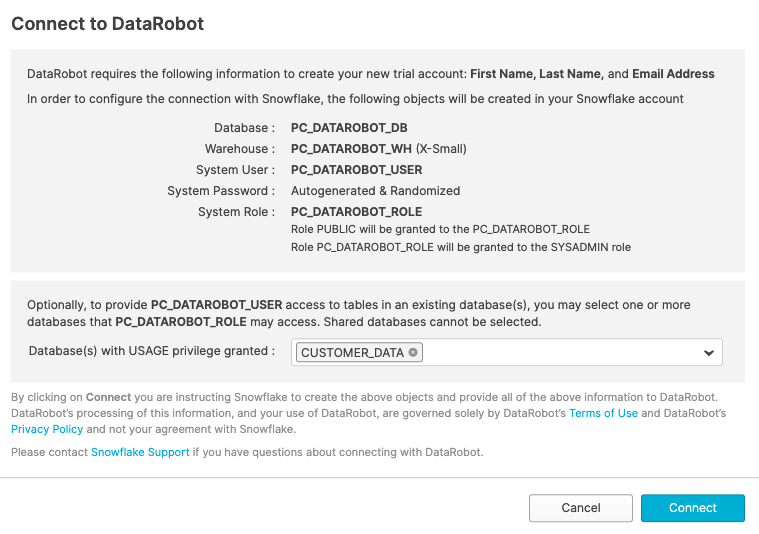 Connect to DataRobot
DataRobot requires the following information to create your new trial account: First Name, Last Name, and Email Address
In order to configure the connection with Snowflake, the following objects will be created in your Snowflake account
Database : PC_DATAROBOT_DB
Warehouse : PC_DATAROBOT_WH (X-Small)
System User : PC_DATAROBOT_USER
System Password : Autogenerated & Randomized
System Role : PC_DATAROBOT_ROLE
Role PUBLIC will be granted to the PC_DATAROBOT_ROLE
Role PC_DATAROBOT_ROLE will be granted to the SYSADMIN role
Optionally, to provide PC_DATAROBOT_USER access to tables in an existing database(s), you may select one or more
databases that PC_DATAROBOT_ROLE may access. Shared databases cannot be selected.
Database(s) with USAGE privilege granted : CUSTOMER_DATA
By clicking on Connect you are instructing Snowflake to create the above objects and provide all of the above information to DataRobot.
DataRobot's processing of this information, and your use of DataRobot, are governed solely by DataRobot's Terms of Use and DataRobot's
Privacy Policy and not your agreement with Snowflake.
Please contact Snowflake Support if you have questions about connecting with DataRobot.
Cancel Connect